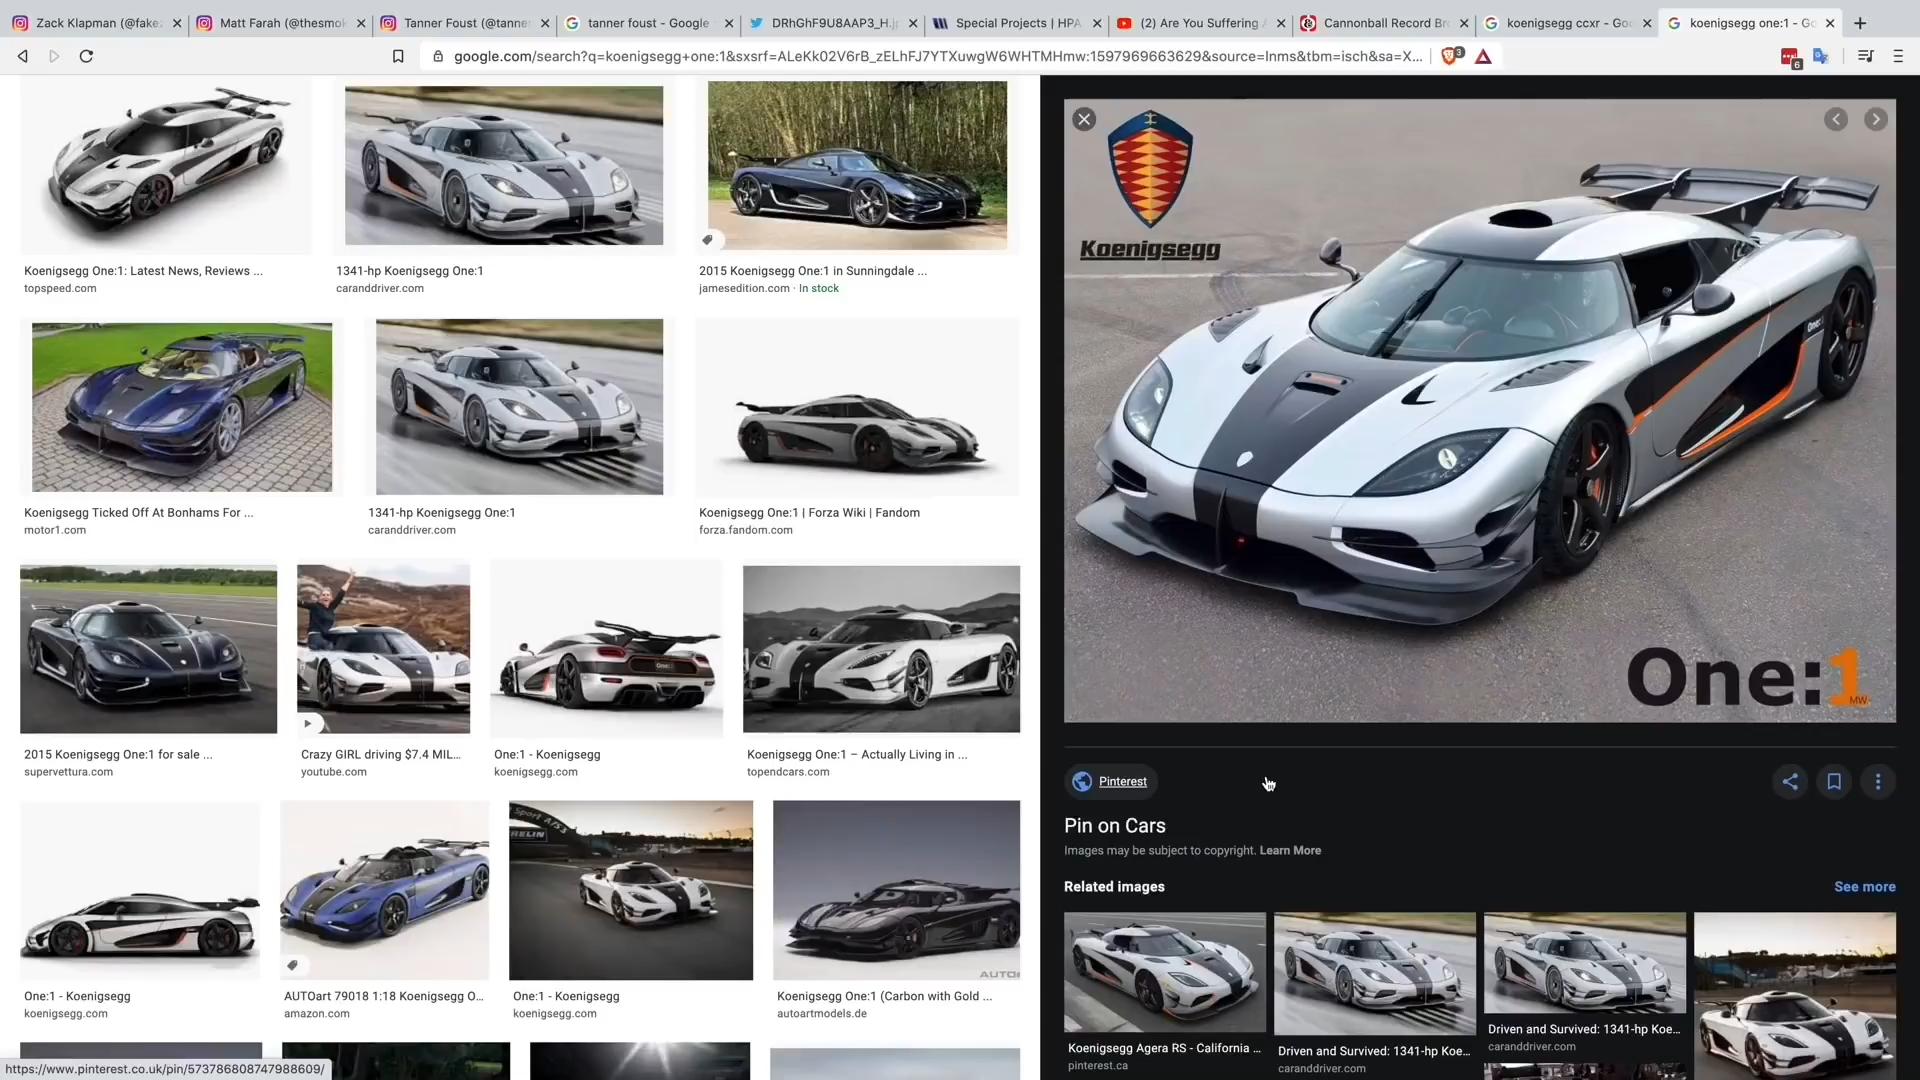 Zack Klapman (@fake
Matt Farah (@thesmok
Tanner Foust (@tanne
tanner foust - Google
DRhGhF9U8AAP3_H.j
Special Projects | HPA
(2) Are You Suffering
Cannonball Record Br
koenigsegg ccxr - Goo
koenigsegg one:1 - Go
google.com/search?q=koenigsegg+one:1&sxsrf=ALeKk02V6rB_zELhFJ7YTXuwgW6WHTMHmw:1597969663629&source=lnms&tbm=isch&sa=X...
3
6
Koenigsegg One:1: Latest News, Reviews ...
topspeed.com
1341-hp Koenigsegg One:1
caranddriver.com
2015 Koenigsegg One:1 in Sunningdale ...
jamesedition.com · In stock
Koenigsegg Ticked Off At Bonhams For ...
motor1.com
1341-hp Koenigsegg One:1
caranddriver.com
Koenigsegg One:1 | Forza Wiki | Fandom
forza.fandom.com
2015 Koenigsegg One:1 for sale ...
supervettura.com
Crazy GIRL driving $7.4 MIL...
youtube.com
One:1 - Koenigsegg
koenigsegg.com
Koenigsegg One:1 – Actually Living in ...
topendcars.com
One:1 - Koenigsegg
koenigsegg.com
AUTOart 79018 1:18 Koenigsegg O...
amazon.com
One:1 - Koenigsegg
koenigsegg.com
AUTO
Koenigsegg One:1 (Carbon with Gold ...
autoartmodels.de
https://www.pinterest.co.uk/pin/573786808747988609/
Koenigsegg
One:1
One:1
MW
Pinterest
Pin on Cars
Images may be subject to copyright. Learn More
Related images
See more
Koenigsegg Agera RS - California ...
pinterest.ca
Driven and Survived: 1341-hp Koe...
caranddriver.com
Driven and Survived: 1341-hp Koe...
caranddriver.com